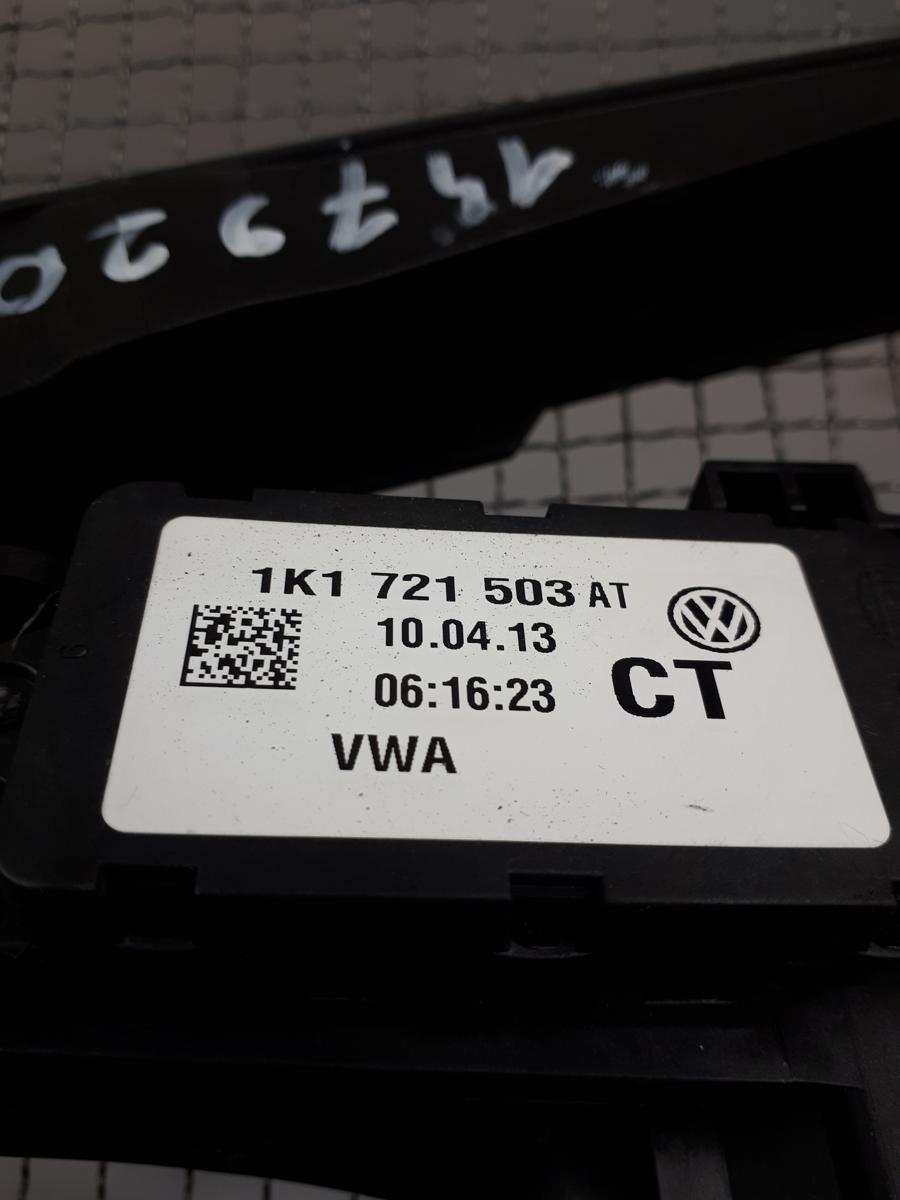 1K1 721 503 AT
10.04.13
06:16:23
CT
VWA